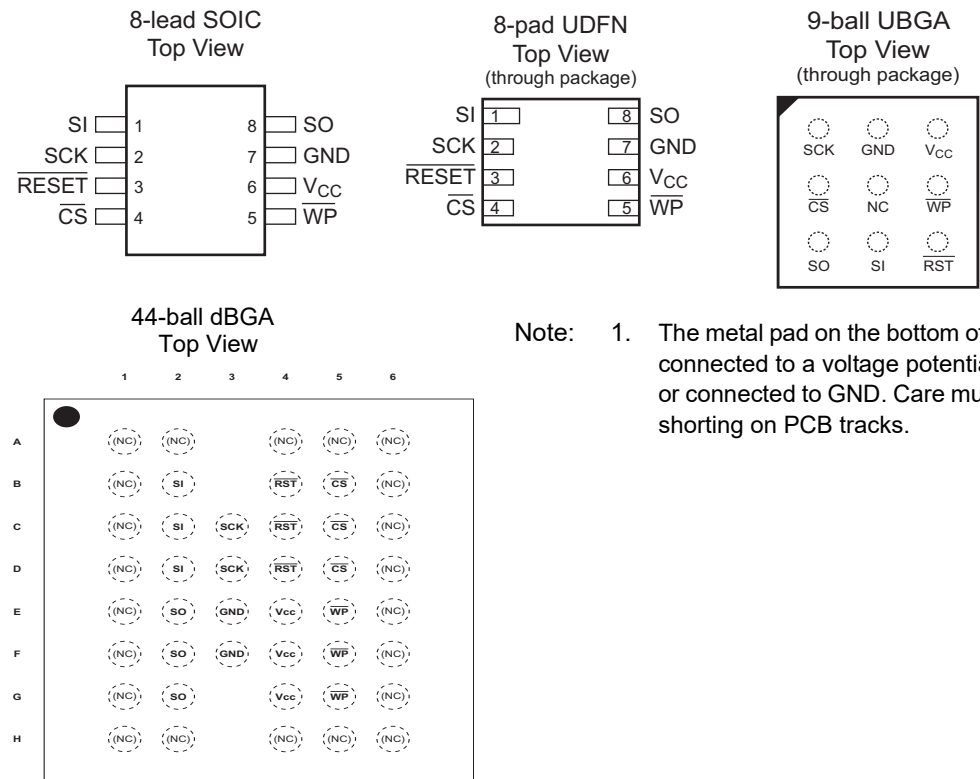 8-lead SOIC
Top View
SI 1 8 SO
SCK 2 7 GND
RESET 3 6 VCC
CS 4 5 WP
8-pad UDFN
Top View
(through package)
SI 1 8 SO
SCK 2 7 GND
RESET 3 6 VCC
CS 4 5 WP
9-ball UBGA
Top View
(through package)
SCK GND VCC
CS NC WP
SO SI RST
44-ball dBGA
Top View
1 2 3 4 5 6
A (NC) (NC) (NC) (NC) (NC)
B (NC) SI RST CS (NC)
C (NC) SI SCK RST CS (NC)
D (NC) SI SCK RST CS (NC)
E (NC) SO GND Vcc WP (NC)
F (NC) SO GND Vcc WP (NC)
G (NC) SO Vcc WP (NC)
H (NC) (NC) (NC) (NC) (NC)
Note: 1. The metal pad on the bottom of
connected to a voltage potentia
or connected to GND. Care mu
shorting on PCB tracks.